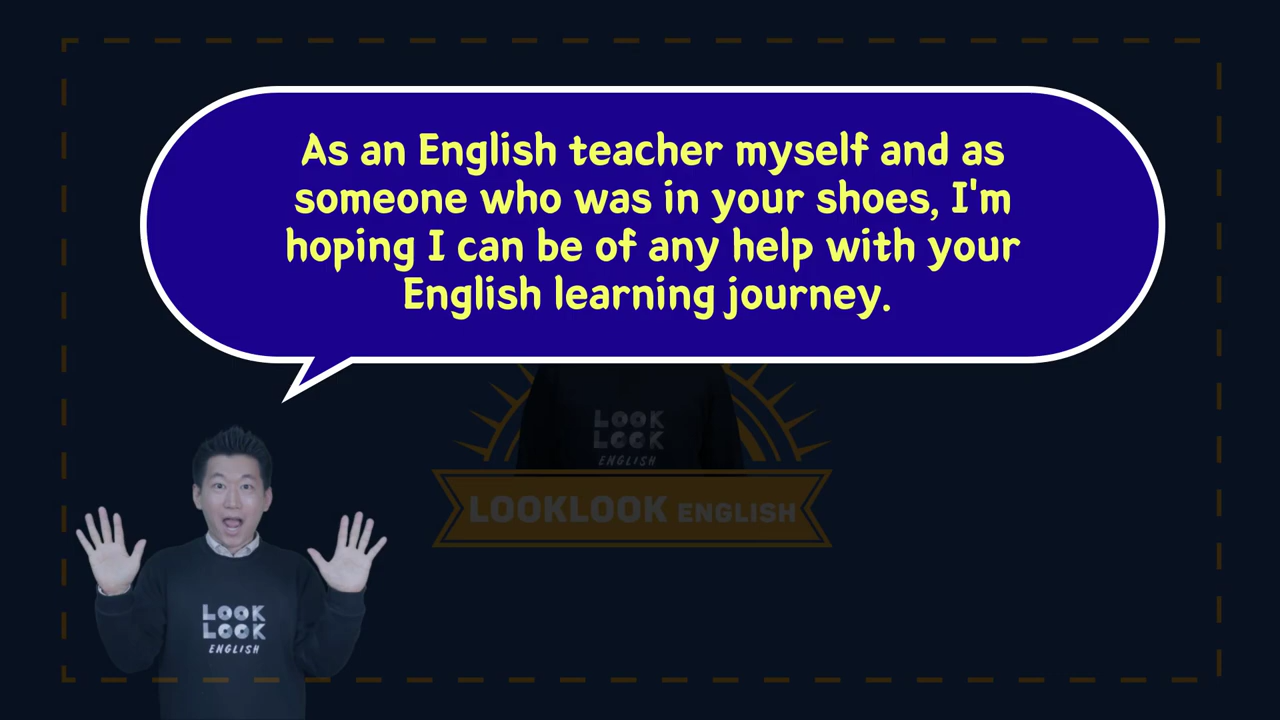 As an English teacher myself and as
someone who was in your shoes, I'm
hoping I can be of any help with your
English learning journey.
LOOK
LOOK
ENGLISH
LOOKLOOK ENGLISH
LOOK
LOOK
ENGLISH